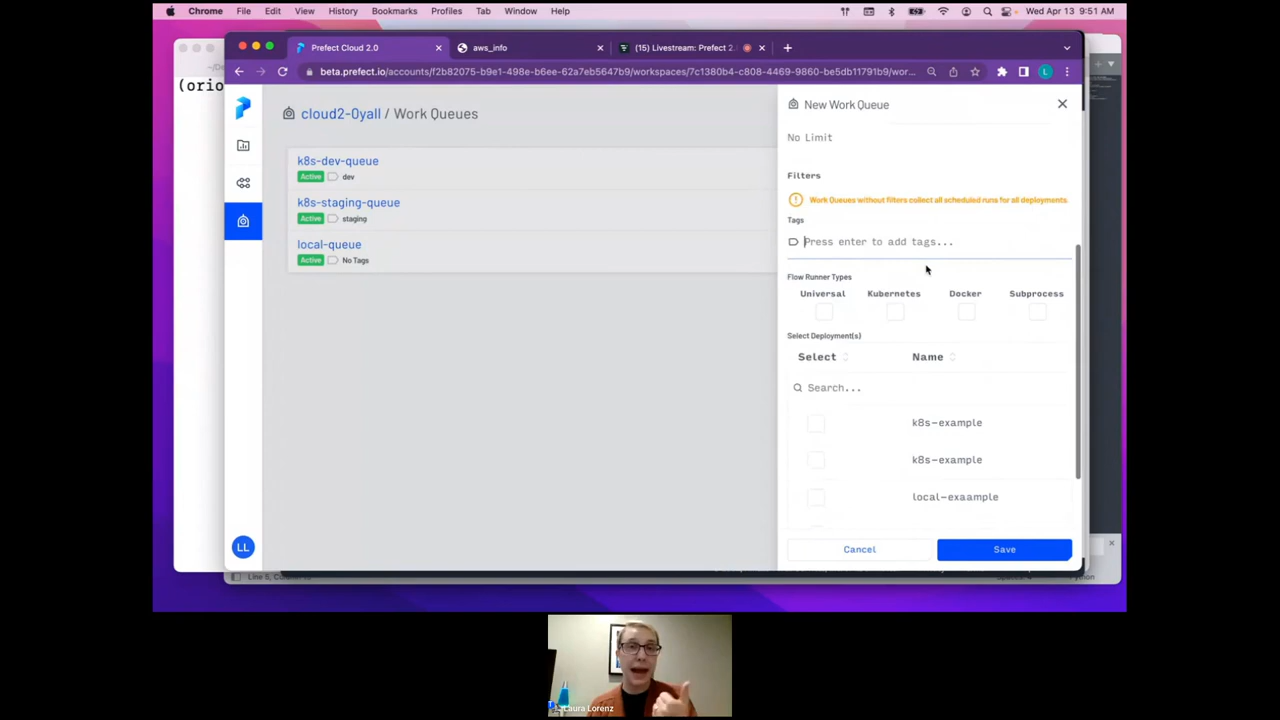 Chrome File Edit View History Bookmarks Profiles Tab Window Help Wed Apr 13 9:51 AM
Prefect Cloud 2.0
aws_info
(15) Livestream: Prefect 2.
beta.prefect.io/accounts/f2b82075-b9e1-498e-b6ee-62a7eb5647b9/workspaces/7c1380b4-c808-4469-9860-be5db11791b9/wor...
L
(orio
cloud2-0yall / Work Queues
k8s-dev-queue
Active dev
k8s-staging-queue
Active staging
local-queue
Active No Tags
LL
New Work Queue
No Limit
Filters
Work Queues without filters collect all scheduled runs for all deployments
Tags
Press enter to add tags...
Flow Runner Types
Universal Kubernetes Docker Subprocess
Select Deployment(s)
Select Name
Search...
k8s-example
k8s-example
local-exaample
Cancel Save
Laura Lorenz